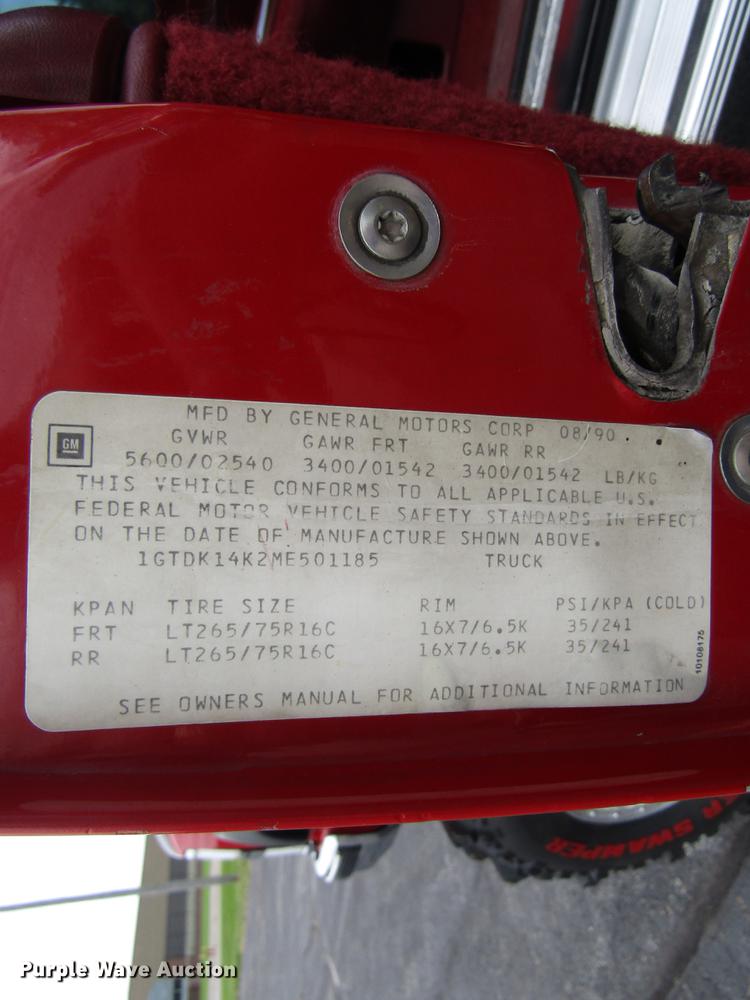 GM
MFD BY GENERAL MOTORS CORP 08/90
GVWR GAWR FRT GAWR RR
5600/02540 3400/01542 3400/01542 LB/KG
THIS VEHICLE CONFORMS TO ALL APPLICABLE U.S.
FEDERAL MOTOR VEHICLE SAFETY STANDARDS IN EFFECT
ON THE DATE OF MANUFACTURE SHOWN ABOVE.
1GTDK14K2ME501185 TRUCK
KPAN TIRE SIZE RIM PSI/KPA (COLD)
FRT LT265/75R16C 16X7/6.5K 35/241
RR LT265/75R16C 16X7/6.5K 35/241
10108175
SEE OWNERS MANUAL FOR ADDITIONAL INFORMATION
SWAMPER
Purple Wave Auction